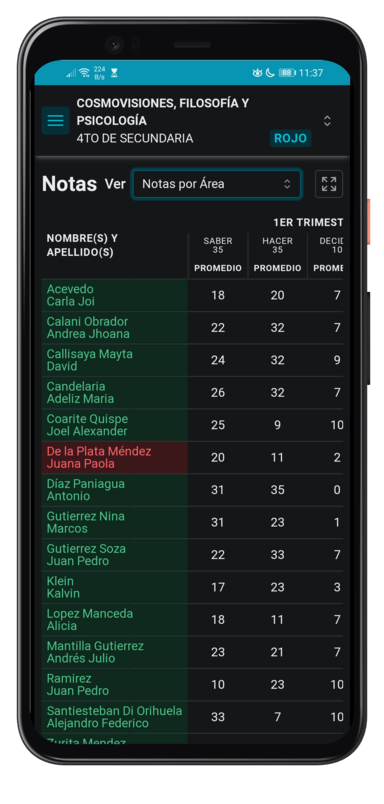 224
B/s
88
11:37
COSMOVISIONES, FILOSOFÍA Y
PSICOLOGÍA
4TO DE SECUNDARIA
ROJO
Notas Ver Notas por Área
1ER TRIMEST
NOMBRE(S) Y
APELLIDO(S)
SABER HACER DECID
35 35 10
PROMEDIO PROMEDIO PROME
Acevedo
Carla Joi
18 20 7
Calani Obrador
Andrea Jhoana
22 32 7
Callisaya Mayta
David
24 32 9
Candelaria
Adeliz Maria
26 32 7
Coarite Quispe
Joel Alexander
25 9 10
De la Plata Méndez
Juana Paola
20 11 2
Díaz Paniagua
Antonio
31 35 0
Gutierrez Nina
Marcos
31 23 1
Gutierrez Soza
Juan Pedro
22 33 7
Klein
Kalvin
17 23 3
Lopez Manceda
Alicia
18 11 7
Mantilla Gutierrez
Andrés Julio
23 21 7
Ramirez
Juan Pedro
10 23 10
Santiesteban Di Orihuela
Alejandro Federico
33 7 10
Zurita Mendez